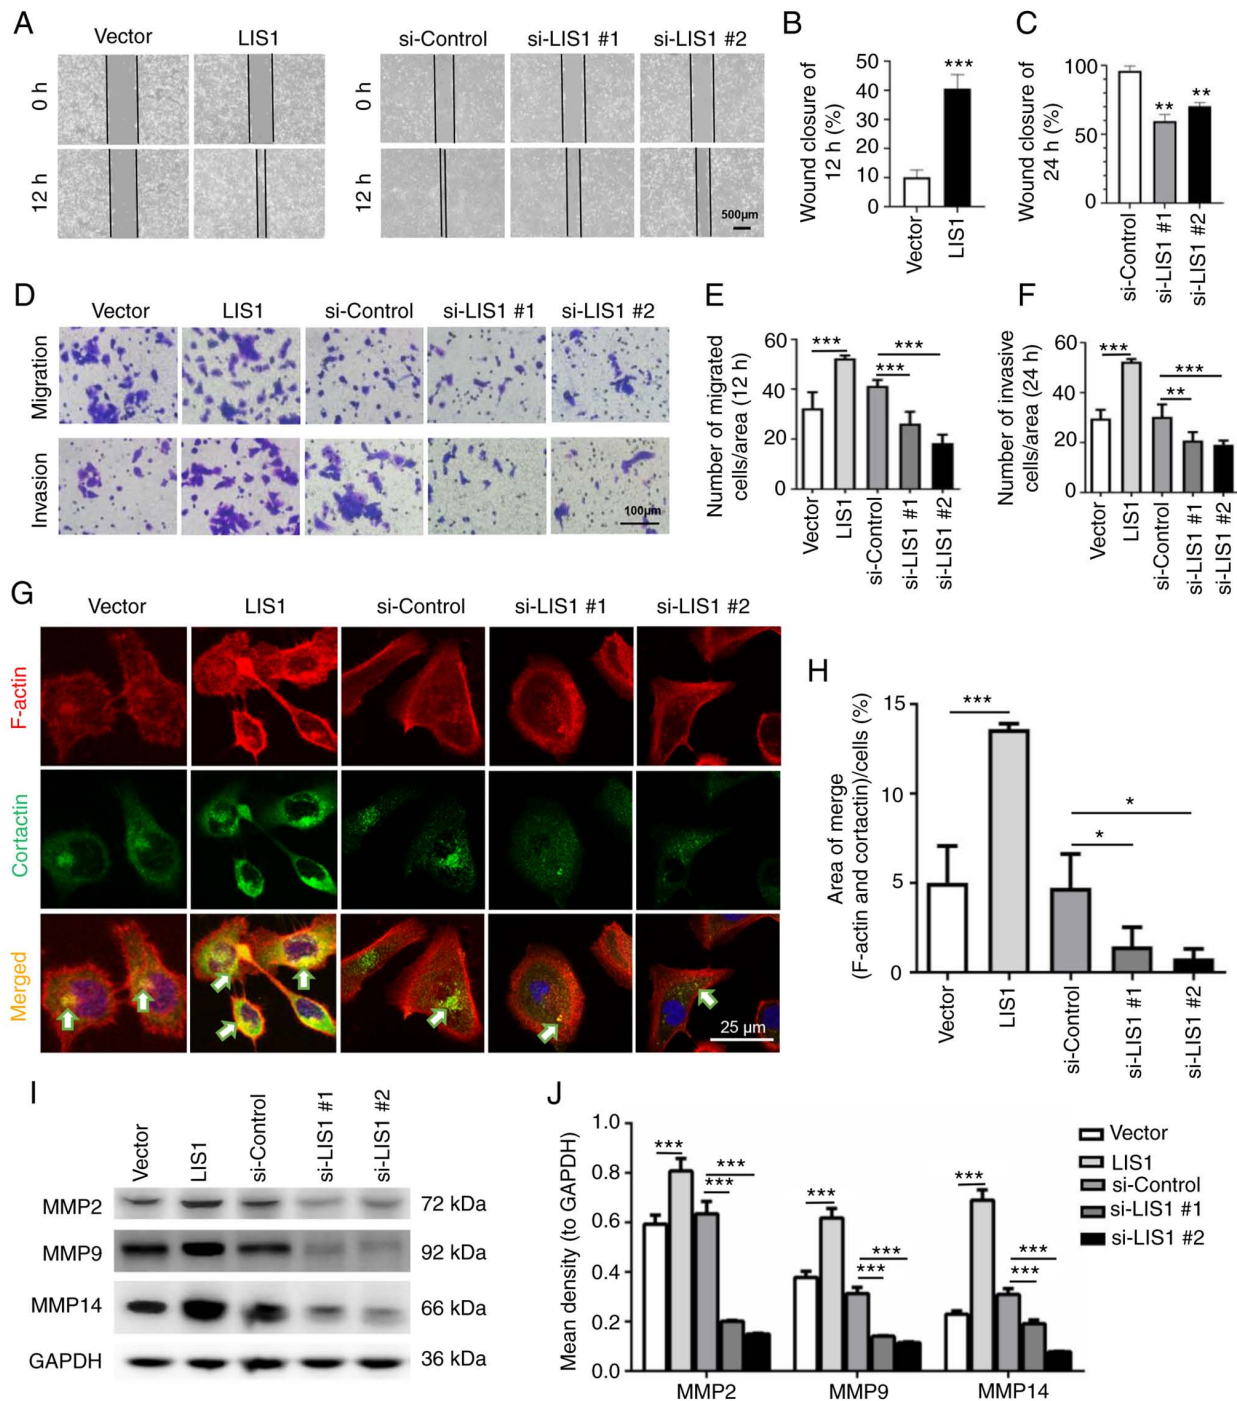 A
Vector
LIS1
si-Control
si-LIS1 #1
si-LIS1 #2
0 h
12 h
0 h
12 h
500μm
B
Wound closure of
12 h (%)
50
40
30
20
10
0
***
Vector
LIS1
C
Wound closure of
24 h (%)
100
50
0
**
**
si-Control
si-LIS1 #1
si-LIS1 #2
D
Vector
LIS1
si-Control
si-LIS1 #1
si-LIS1 #2
Migration
Invasion
100μm
E
Number of migrated
cells/area (12 h)
60
40
20
0
***
***
***
Vector
LIS1
si-Control
si-LIS1 #1
si-LIS1 #2
F
Number of invasive
cells/area (24 h)
60
40
20
0
***
***
**
Vector
LIS1
si-Control
si-LIS1 #1
si-LIS1 #2
G
Vector
LIS1
si-Control
si-LIS1 #1
si-LIS1 #2
F-actin
Cortactin
Merged
25 μm
H
Area of merge
(F-actin and cortactin)/cells (%)
15
10
5
0
***
*
*
Vector
LIS1
si-Control
si-LIS1 #1
si-LIS1 #2
I
Vector
LIS1
si-Control
si-LIS1 #1
si-LIS1 #2
MMP2
72 kDa
MMP9
92 kDa
MMP14
66 kDa
GAPDH
36 kDa
J
Mean density (to GAPDH)
1.0
0.8
0.6
0.4
0.2
0.0
***
***
***
***
***
***
***
***
***
MMP2
MMP9
MMP14
Vector
LIS1
si-Control
si-LIS1 #1
si-LIS1 #2